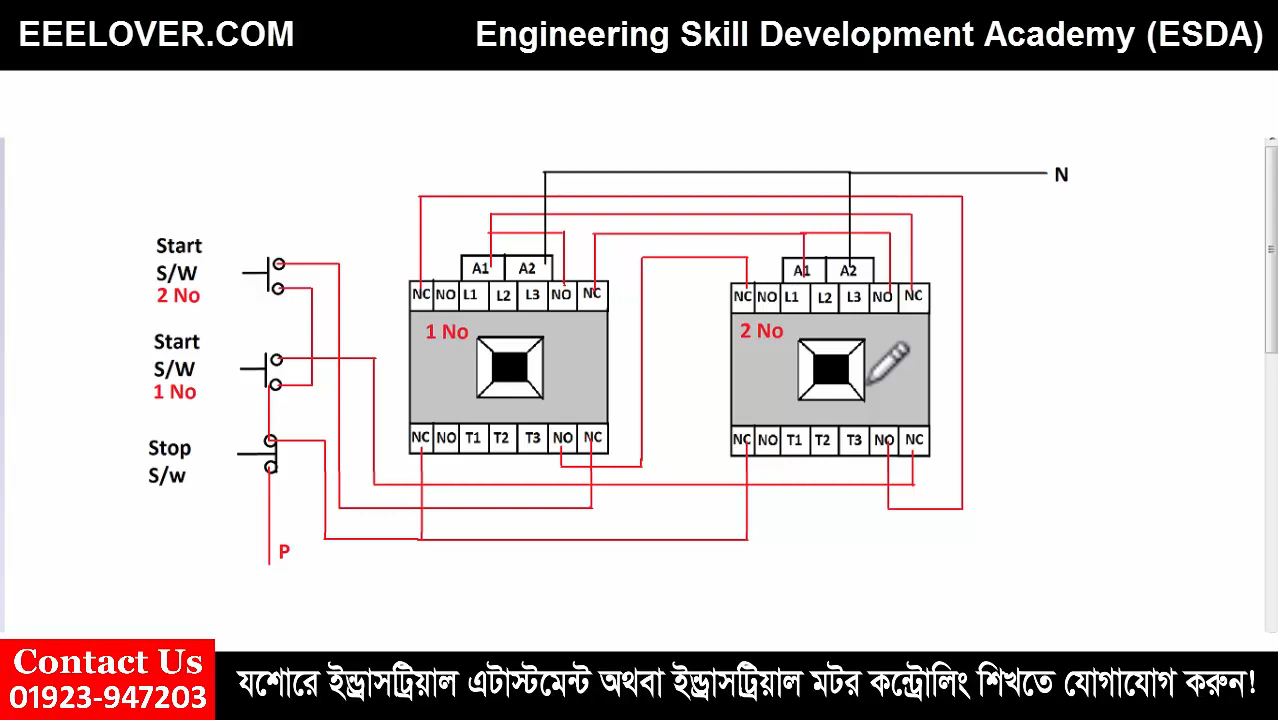 EEELOVER.COM
Engineering Skill Development Academy (ESDA)
N
Start
S/W
2 No
Start
S/W
1 No
Stop
S/w
P
A1 A2
NC NO L1 L2 L3 NO NC
1 No
NC NO T1 T2 T3 NO NC
A1 A2
NC NO L1 L2 L3 NO NC
2 No
NC NO T1 T2 T3 NO NC
Contact Us
01923-947203
যশোরে ইন্ড্রাসট্রিয়াল এটাস্টমেন্ট অথবা ইন্ড্রাসট্রিয়াল মটর কন্ট্রোলিং শিখতে যোগাযোগ করুন!